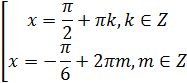 x = π/2 + πk, k ∈ Z
x = −π/6 + 2πm, m ∈ Z